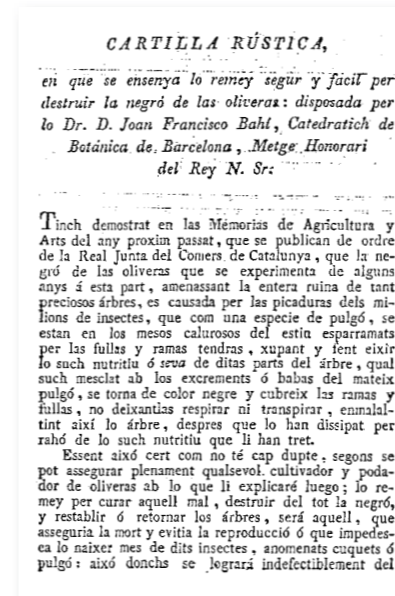 CARTILLA RÚSTICA,
en que se ensenya lo remey segur y fácil per
destruir la negró de las oliveras: disposada per
lo Dr. D. Joan Francisco Bahí, Catedratich de
Botánica de Barcelona, Metge Honorari
del Rey N. Sr:
Tinch demostrat en las Memorias de Agricultura y
Arts del any proxim passat, que se publican de ordre
de la Real Junta del Comers de Catalunya, que la ne-
gró de las oliveras que se experimenta de alguns
anys á esta part, amenassant la entera ruina de tant
preciosos árbres, es causada per las picaduras dels mi-
lions de insectes, que com una especie de pulgó, se
estan en los mesos calurosos del estiu esparramats
per las fullas y ramas tendras, xupant y fent eixir
lo such nutritiu ó seva de ditas parts del árbre, qual
such mesclat ab los excrements ó babas del mateix
pulgó, se torna de color negre y cubreix las ramas y
fullas, no deixantlas respirar ni transpirar, enmalal-
tint així lo árbre, despres que lo han dissipat per
rahó de lo such nutritiu que li han tret.
Essent aixó cert com no té cap dupte, segons se
pot assegurar plenament qualsevol cultivador y poda-
dor de oliveras ab lo que li explicaré luego; lo re-
mey per curar aquell mal, destruir del tot la negró,
y restablir ó retornar los árbres, será aquell, que
asseguria la mort y evitia la reproducció ó que impedes-
ca lo naixer mes de dits insectes, anomenats cuquets ó
pulgó: aixó donchs se lograrà indefectiblement del